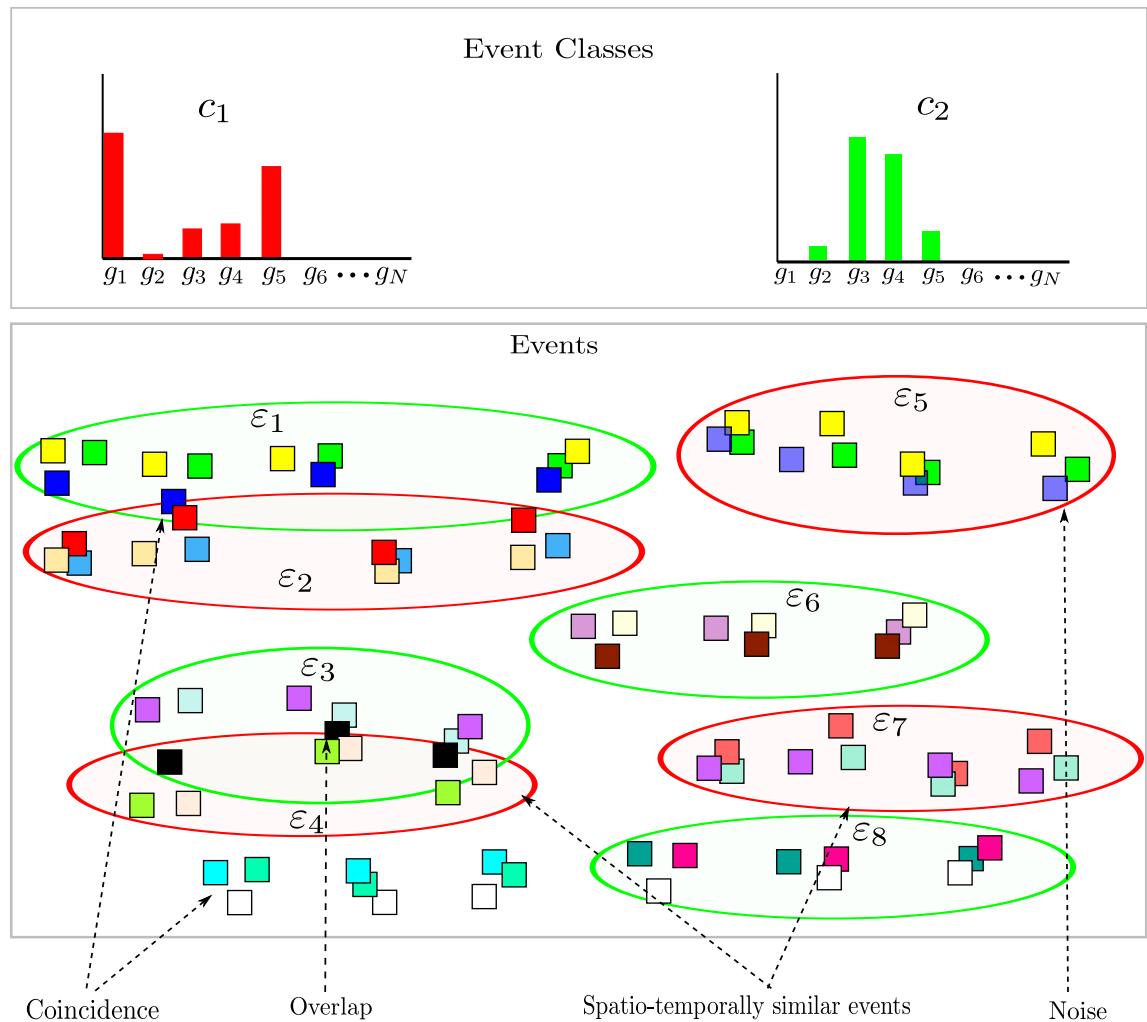 Event Classes
c1
c2
g1 g2 g3 g4 g5 g6 ••• gN
g1 g2 g3 g4 g5 g6 ••• gN
Events
ε1
ε5
ε2
ε6
ε3
ε7
ε4
ε8
Coincidence
Overlap
Spatio-temporally similar events
Noise